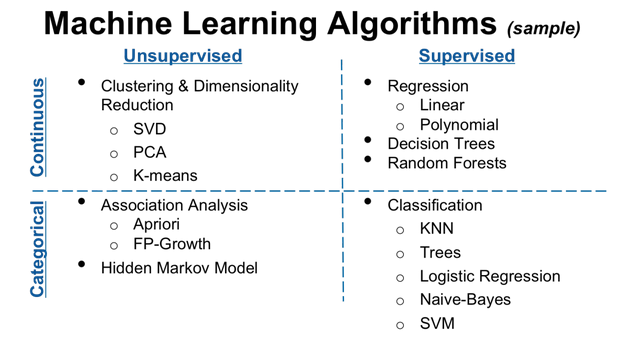 Machine Learning Algorithms (sample)
Unsupervised
Supervised
Continuous
• Clustering & Dimensionality
Reduction
o SVD
o PCA
o K-means
• Regression
o Linear
o Polynomial
• Decision Trees
• Random Forests
Categorical
• Association Analysis
o Apriori
o FP-Growth
• Hidden Markov Model
• Classification
o KNN
o Trees
o Logistic Regression
o Naive-Bayes
o SVM